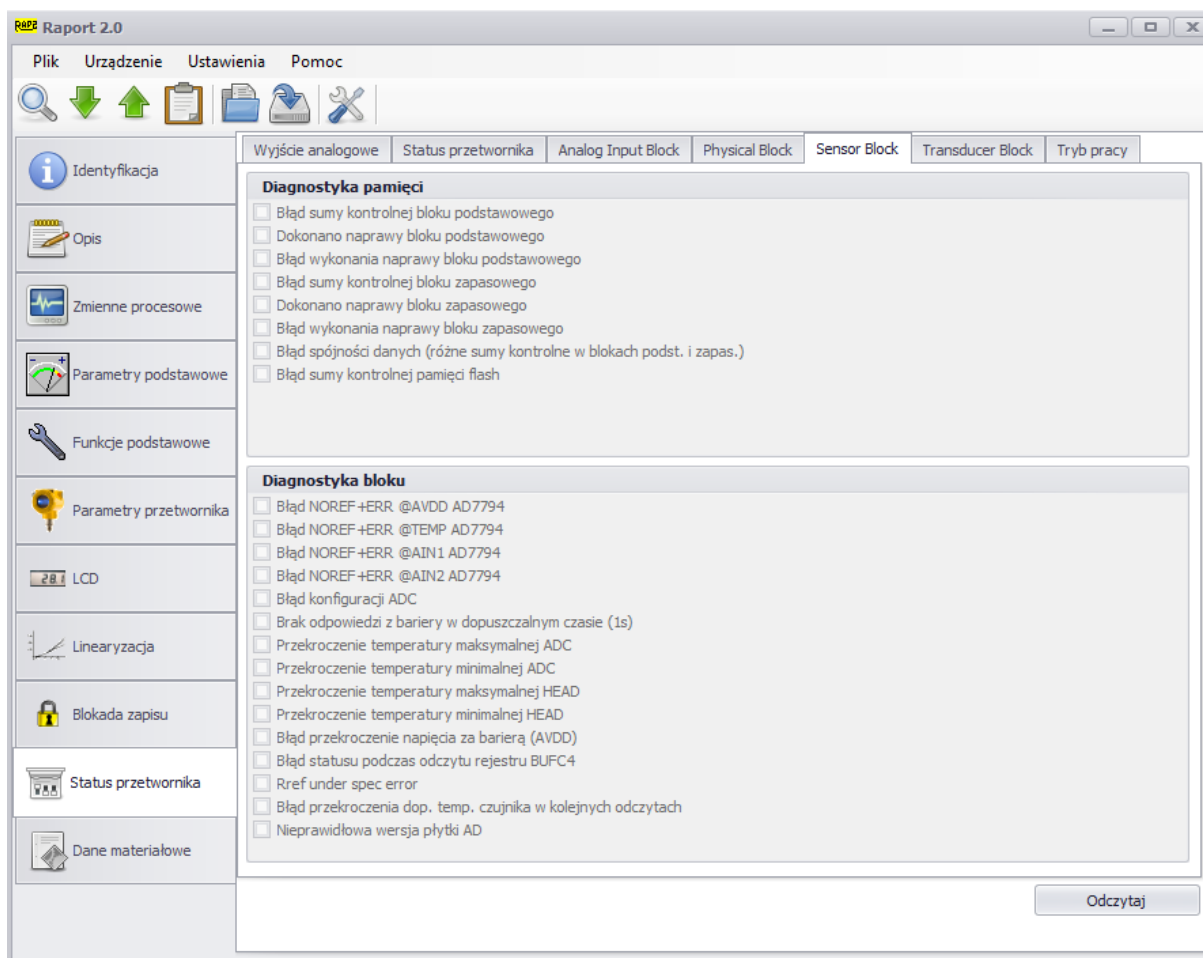 RAP2 Raport 2.0
Plik Urządzenie Ustawienia Pomoc
Wyjście analogowe Status przetwornika Analog Input Block Physical Block Sensor Block Transducer Block Tryb pracy
Identyfikacja
Opis
Zmienne procesowe
Parametry podstawowe
Funkcje podstawowe
Parametry przetwornika
28.1 LCD
Linearyzacja
Blokada zapisu
Status przetwornika
Dane materiałowe
Diagnostyka pamięci
Błąd sumy kontrolnej bloku podstawowego
Dokonano naprawy bloku podstawowego
Błąd wykonania naprawy bloku podstawowego
Błąd sumy kontrolnej bloku zapasowego
Dokonano naprawy bloku zapasowego
Błąd wykonania naprawy bloku zapasowego
Błąd spójności danych (różne sumy kontrolne w blokach podst. i zapas.)
Błąd sumy kontrolnej pamięci flash
Diagnostyka bloku
Błąd NOREF+ERR @AVDD AD7794
Błąd NOREF+ERR @TEMP AD7794
Błąd NOREF+ERR @AIN1 AD7794
Błąd NOREF+ERR @AIN2 AD7794
Błąd konfiguracji ADC
Brak odpowiedzi z bariery w dopuszczalnym czasie (1s)
Przekroczenie temperatury maksymalnej ADC
Przekroczenie temperatury minimalnej ADC
Przekroczenie temperatury maksymalnej HEAD
Przekroczenie temperatury minimalnej HEAD
Błąd przekroczenie napięcia za barierą (AVDD)
Błąd statusu podczas odczytu rejestru BUFC4
Rref under spec error
Błąd przekroczenia dop. temp. czujnika w kolejnych odczytach
Nieprawidłowa wersja płytki AD
Odczytaj